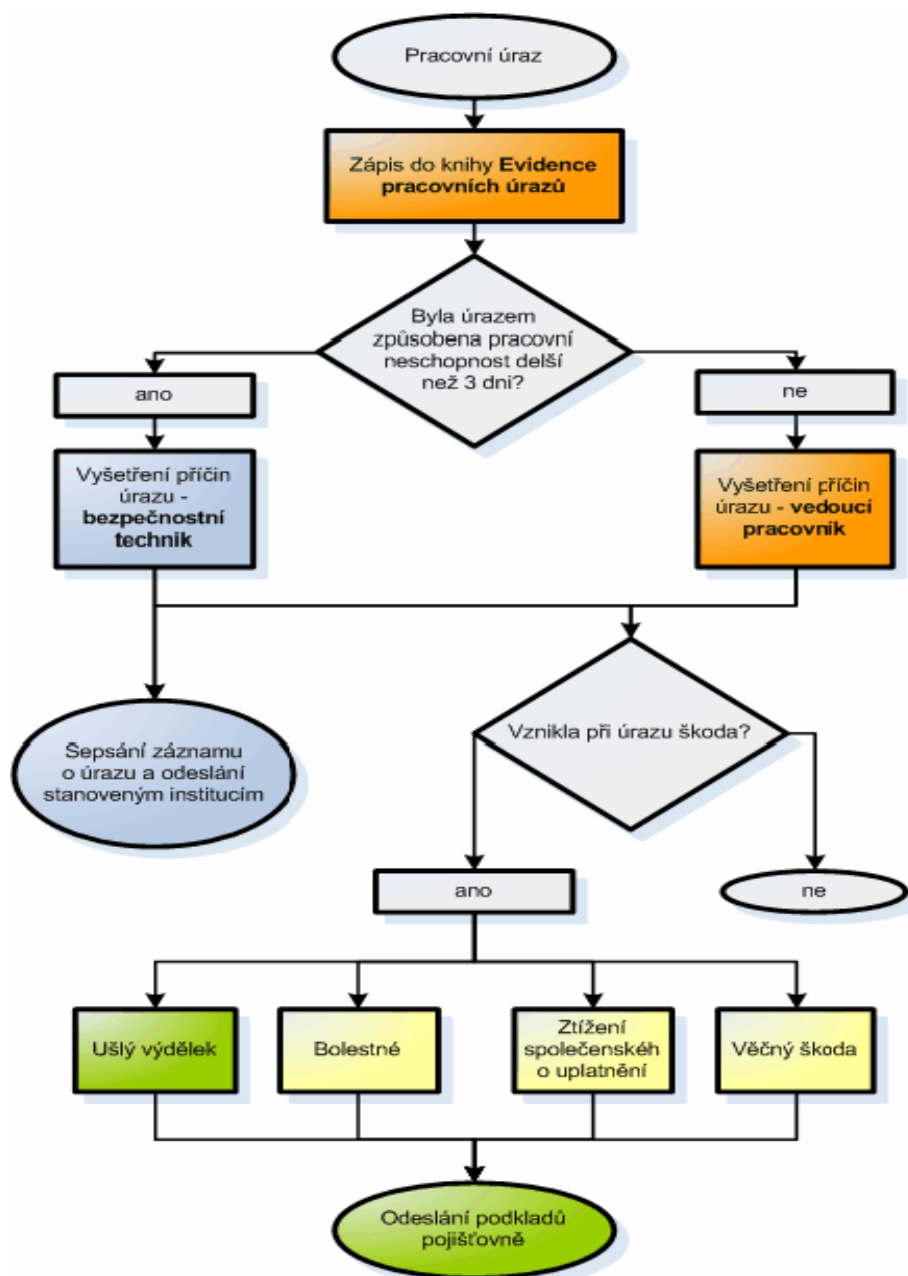 Pracovní úraz
Zápis do knihy Evidence
pracovních úrazů
Byla úrazem
způsobena pracovní
neschopnost delší
než 3 dni?
ano
ne
Vyšetření příčin
úrazu -
bezpečnostní
technik
Vyšetření příčin
úrazu - vedoucí
pracovník
Vznikla při úrazu škoda?
Šepsání záznamu
o úrazu a odeslání
stanoveným institucím
ano
ne
Ušlý výdělek
Bolestné
Ztížení
společenskéh
o uplatnění
Věčný škoda
Odeslání podkladů
pojišťovně